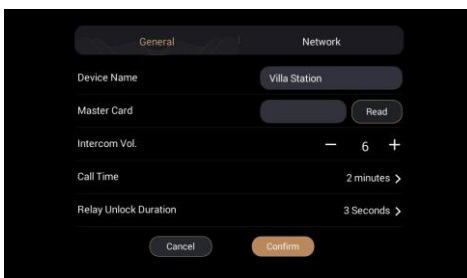 General Network
Device Name Villa Station
Master Card Read
Intercom Vol. — 6 +
Call Time 2 minutes >
Relay Unlock Duration 3 Seconds >
Cancel Confirm